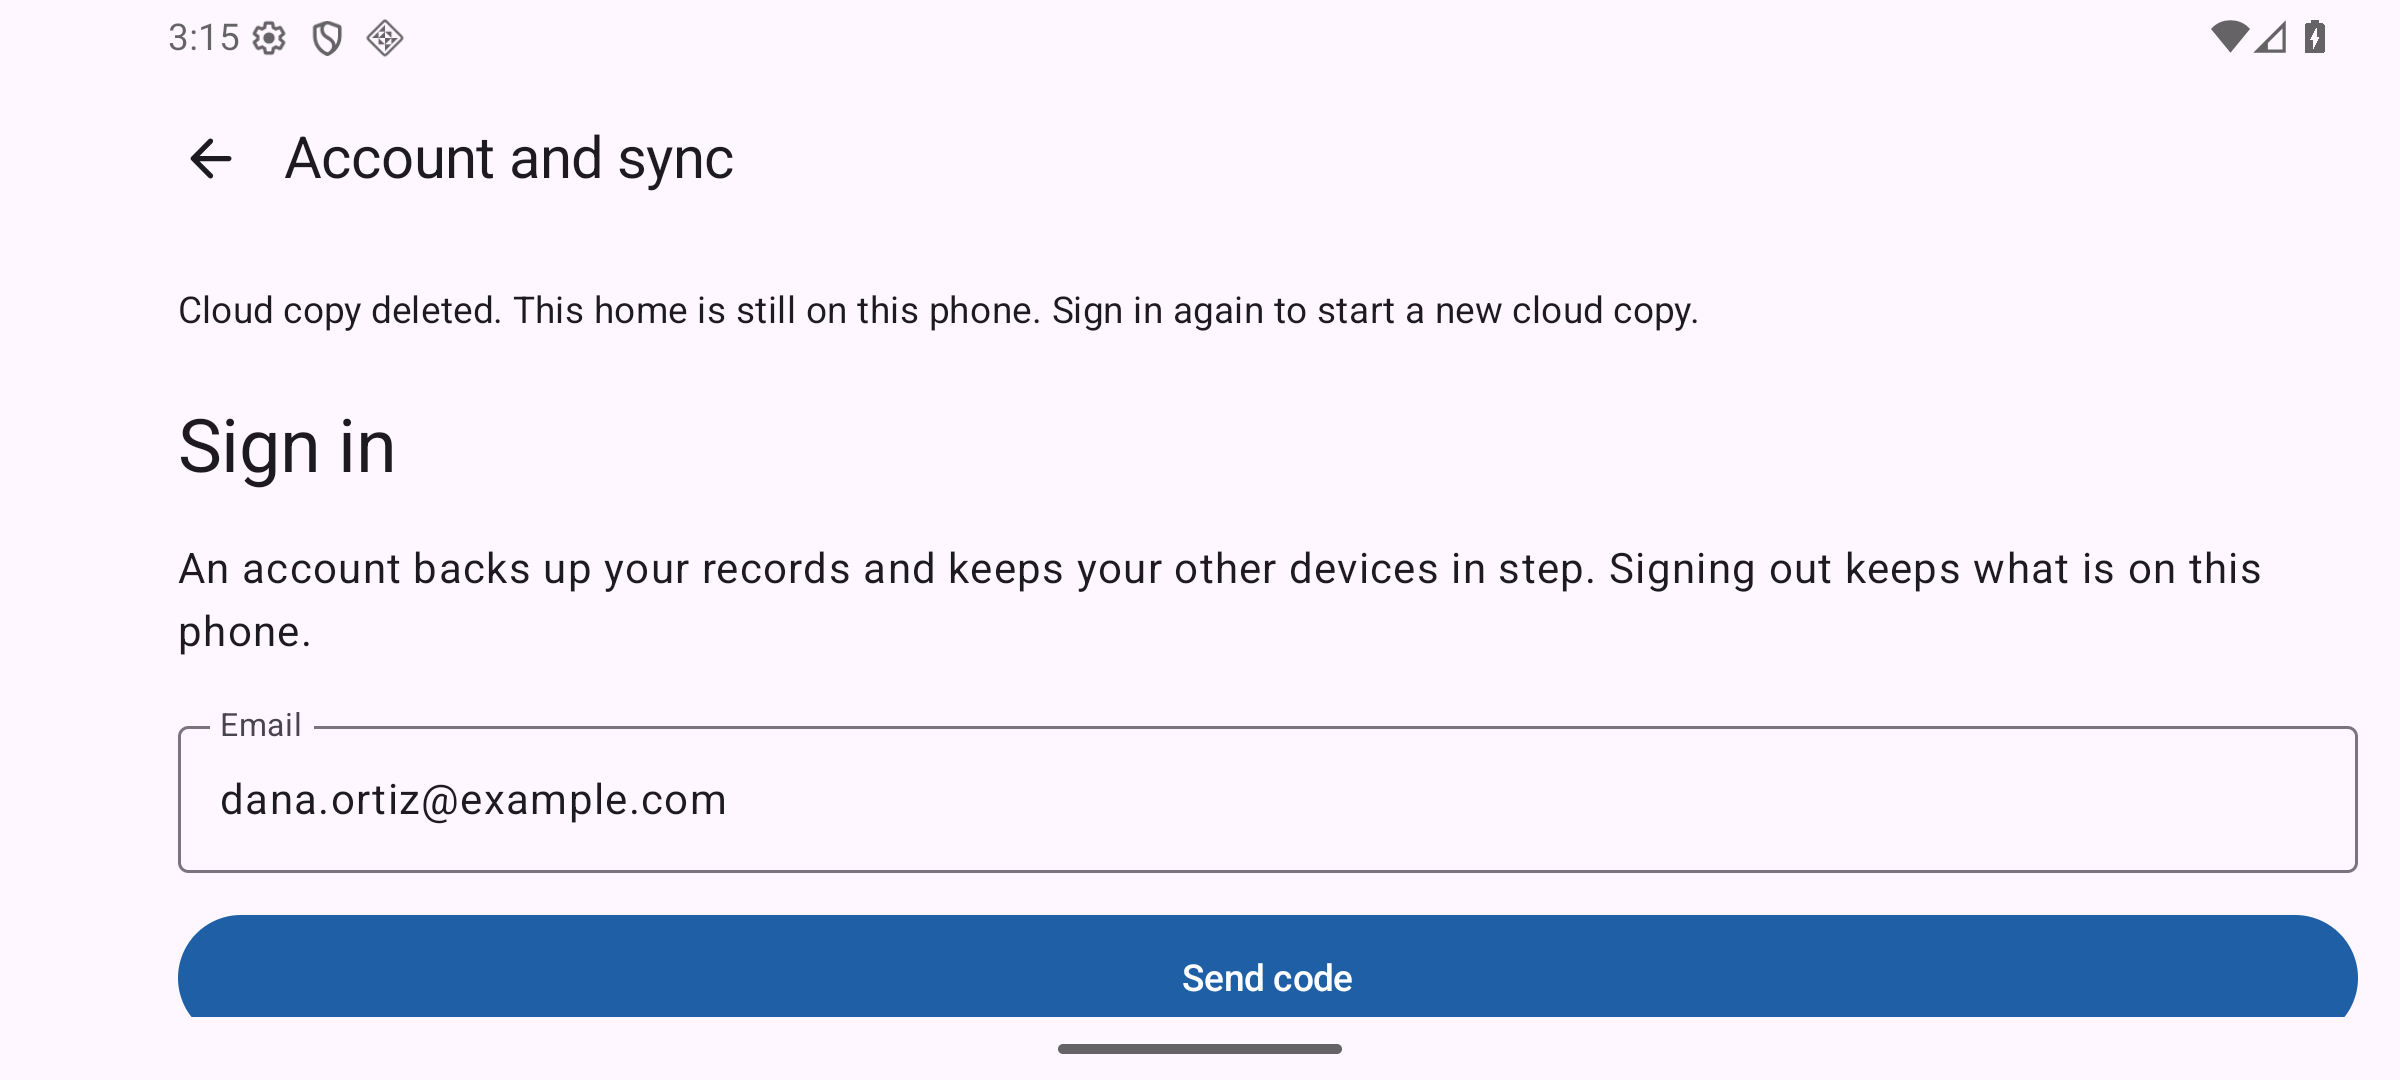 3:15
Account and sync
Cloud copy deleted. This home is still on this phone. Sign in again to start a new cloud copy.
Sign in
An account backs up your records and keeps your other devices in step. Signing out keeps what is on this
phone.
Email
dana.ortiz@example.com
Send code